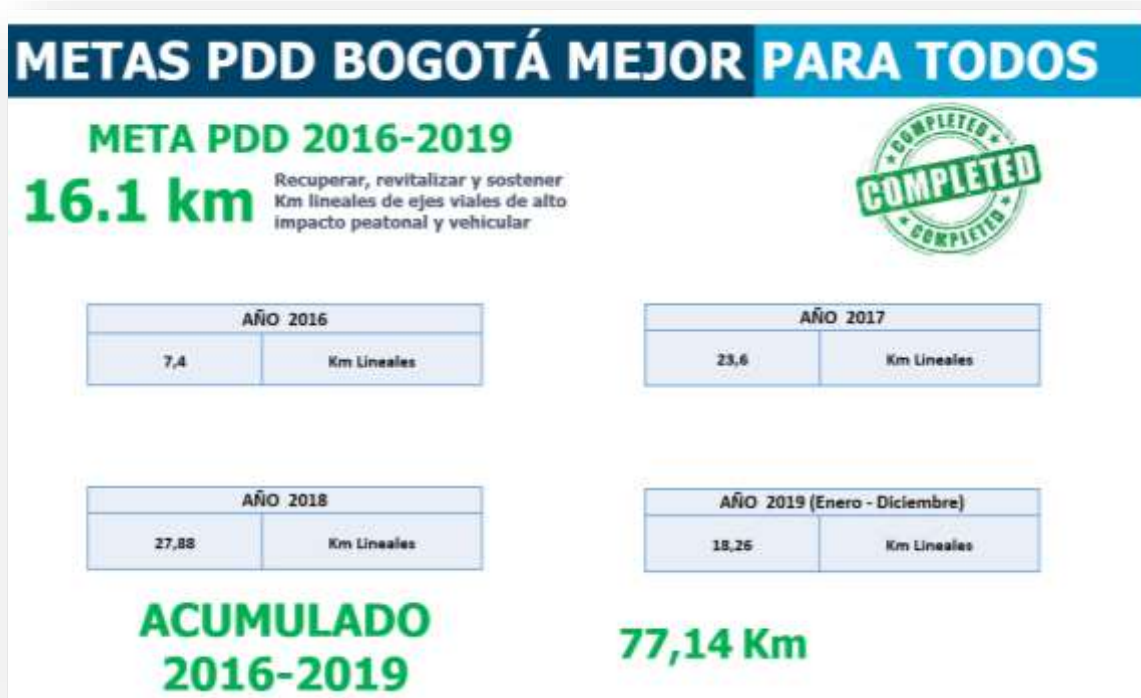 METAS PDD BOGOTÁ MEJOR PARA TODOS
META PDD 2016-2019
16.1 km
Recuperar, revitalizar y sostener
Km lineales de ejes viales de alto
impacto peatonal y vehicular
COMPLETED
COMPLETED
COMPLETED
AÑO 2016
7,4 Km Lineales
AÑO 2017
23,6 Km Lineales
AÑO 2018
27,88 Km Lineales
AÑO 2019 (Enero - Diciembre)
18,26 Km Lineales
ACUMULADO
2016-2019
77,14 Km